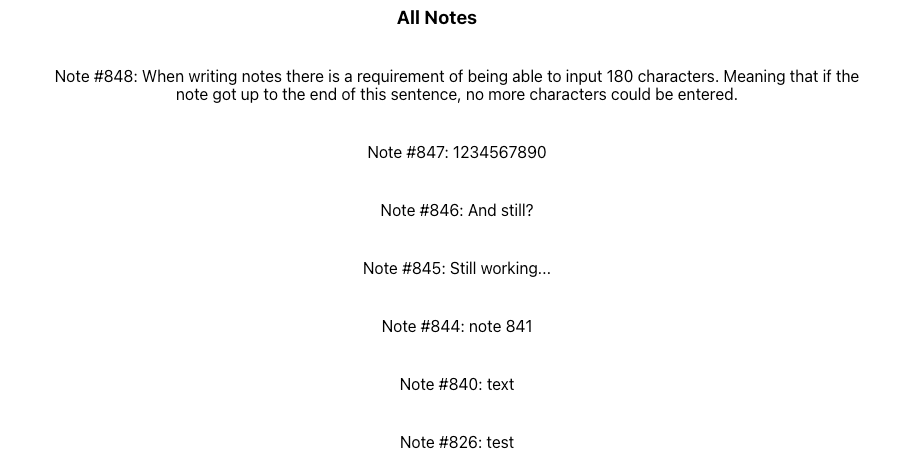 All Notes
Note #848: When writing notes there is a requirement of being able to input 180 characters. Meaning that if the
note got up to the end of this sentence, no more characters could be entered.
Note #847: 1234567890
Note #846: And still?
Note #845: Still working...
Note #844: note 841
Note #840: text
Note #826: test